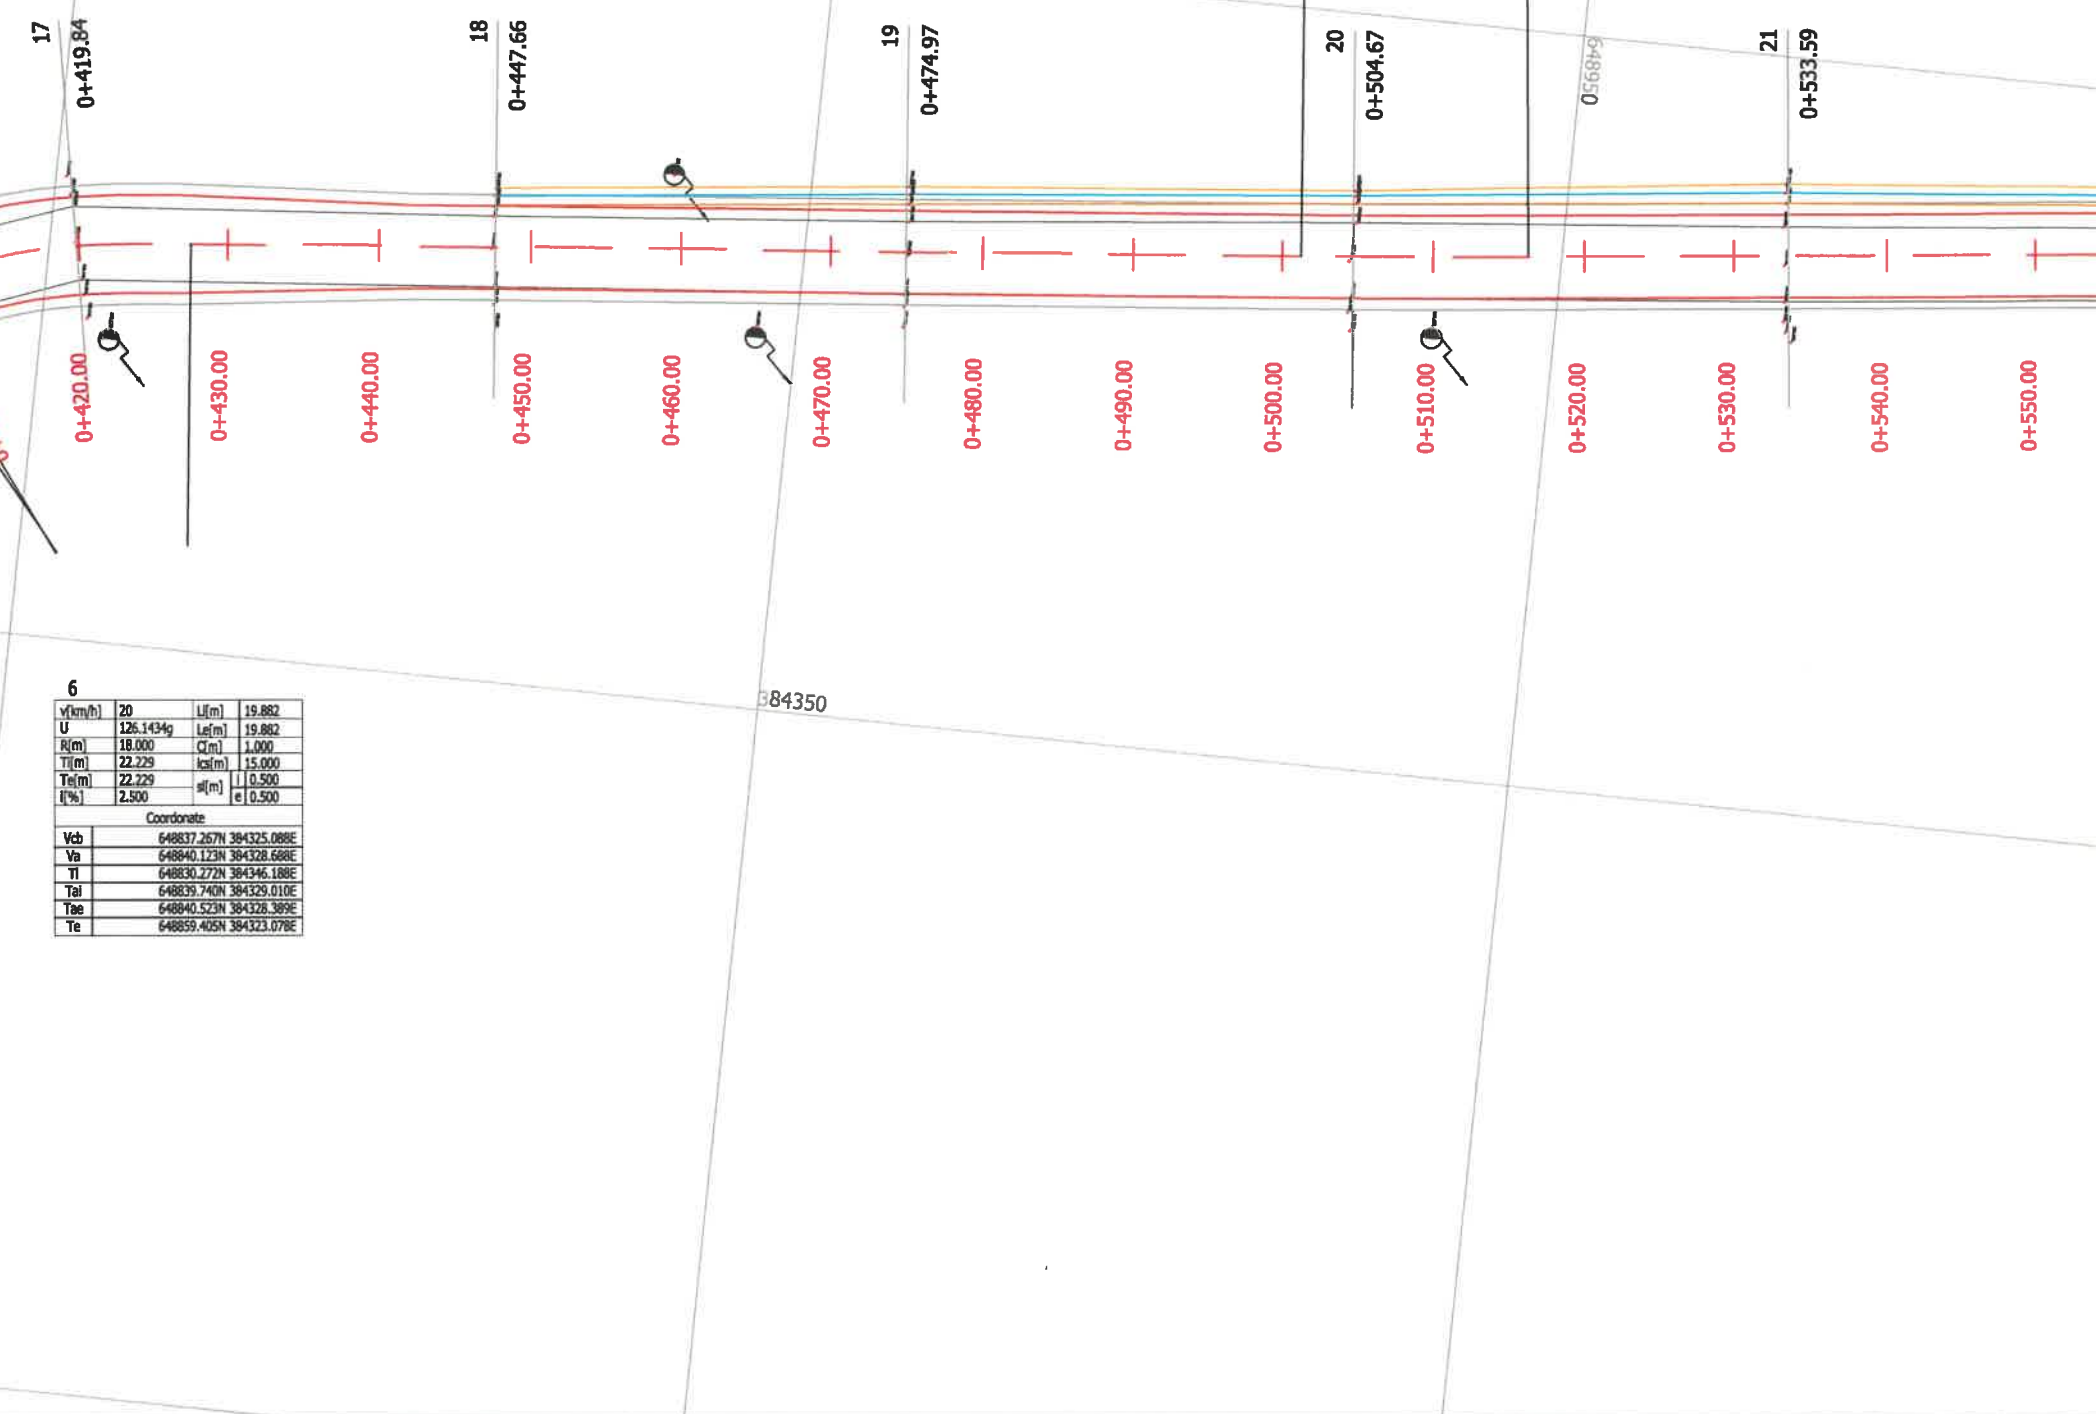 17
0+419.84
18
0+447.66
19
0+474.97
20
0+504.67
648950
21
0+533.59
0+420.00
0+430.00
0+440.00
0+450.00
0+460.00
0+470.00
0+480.00
0+490.00
0+500.00
0+510.00
0+520.00
0+530.00
0+540.00
0+550.00
384350
6
v[km/h] 20 Li[m] 19.882
U 126.1434g Le[m] 19.882
R[m] 18.000 C[m] 1.000
Ti[m] 22.229 lcs[m] 15.000
Te[m] 22.229 sl[m] i 0.500
i[%] 2.500 e 0.500
Coordonate
Vcb 648837.267N 384325.088E
Va 648840.123N 384328.688E
Ti 648830.272N 384346.188E
Tai 648839.740N 384329.010E
Tae 648840.523N 384328.389E
Te 648859.405N 384323.078E